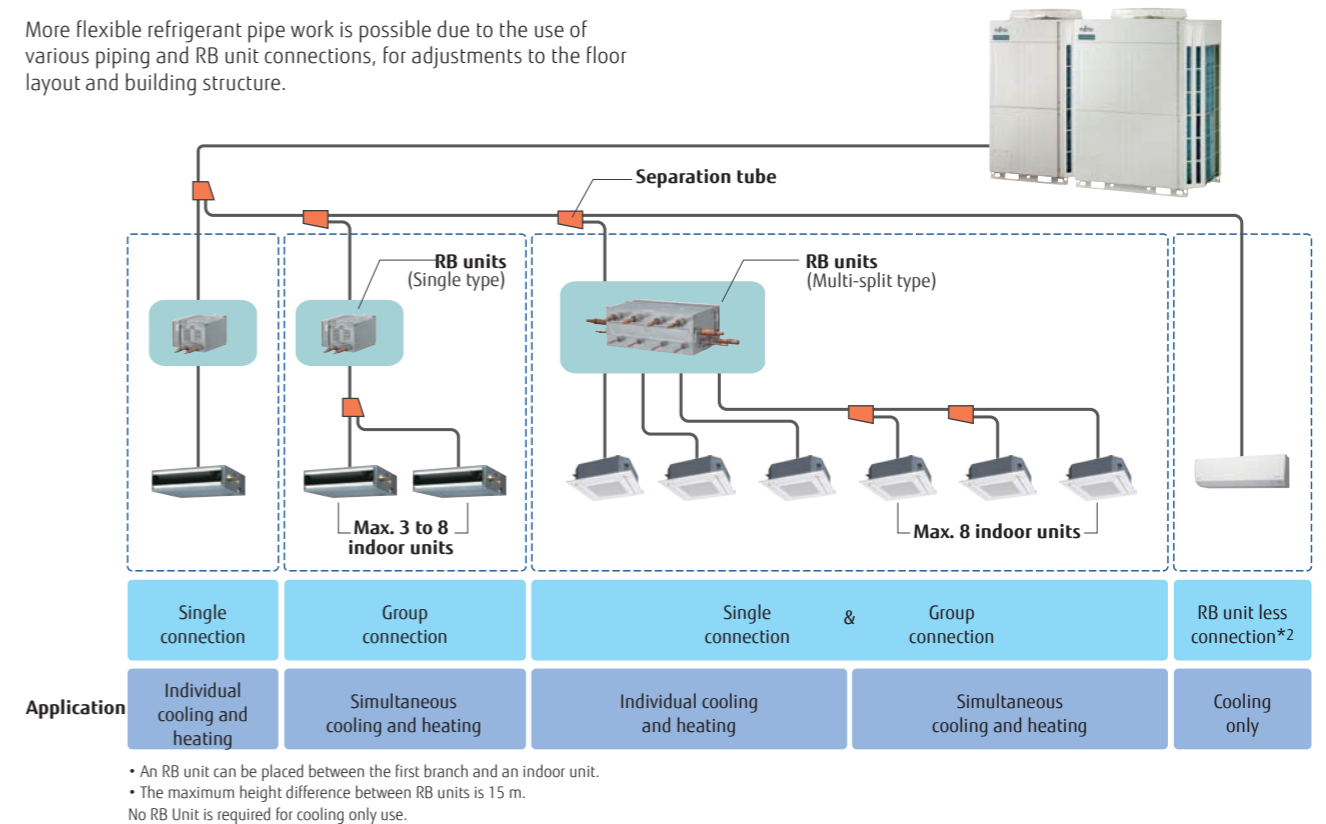 More flexible refrigerant pipe work is possible due to the use of
various piping and RB unit connections, for adjustments to the floor
layout and building structure.
Separation tube
RB units
(Single type)
RB units
(Multi-split type)
Max. 3 to 8
indoor units
Max. 8 indoor units
Single
connection
Group
connection
Single
connection
&
Group
connection
RB unit less
connection*2
Application
Individual
cooling and
heating
Simultaneous
cooling and heating
Individual cooling
and heating
Simultaneous
cooling and heating
Cooling
only
• An RB unit can be placed between the first branch and an indoor unit.
• The maximum height difference between RB units is 15 m.
No RB Unit is required for cooling only use.